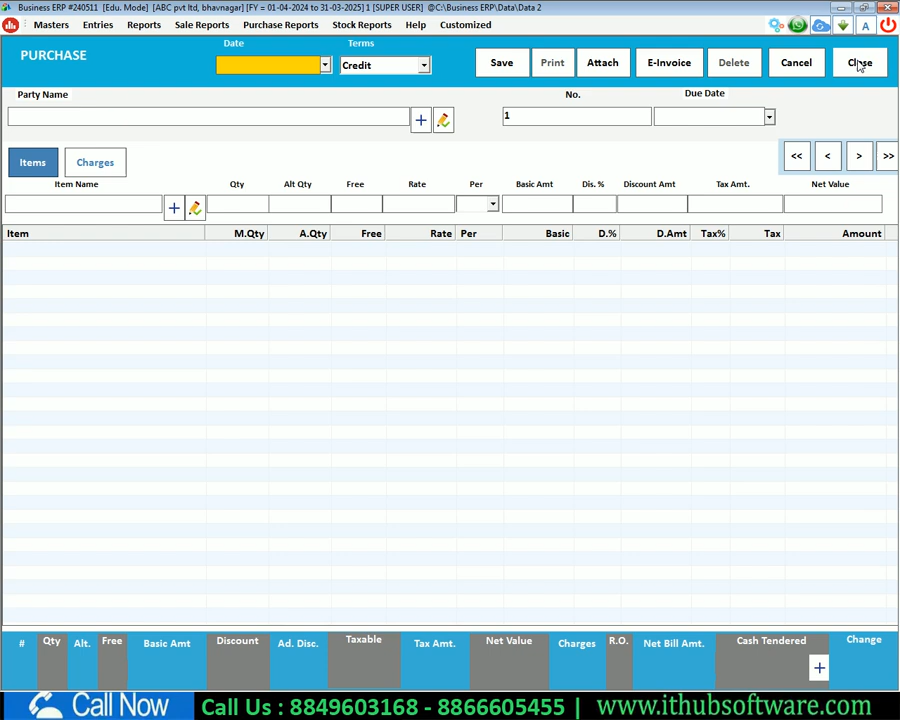 Business ERP #240511 [Edu. Mode] [ABC pvt ltd, bhavnagar] [FY = 01-04-2024 to 31-03-2025] 1 [SUPER USER] @C:\Business ERP\Data\Data 2
Masters Entries Reports Sale Reports Purchase Reports Stock Reports Help Customized A
PURCHASE
Date Terms
Credit
Save Print Attach E-Invoice Delete Cancel Close
Party Name No. Due Date
1
Items Charges << < > >>
Item Name Qty Alt Qty Free Rate Per Basic Amt Dis. % Discount Amt Tax Amt. Net Value
Item M.Qty A.Qty Free Rate Per Basic D.% D.Amt Tax% Tax Amount
# Qty Alt. Free Basic Amt Discount Ad. Disc. Taxable Tax Amt. Net Value Charges R.O. Net Bill Amt. Cash Tendered Change
Call Now Call Us : 8849603168 - 8866605455 | www.ithubsoftware.com